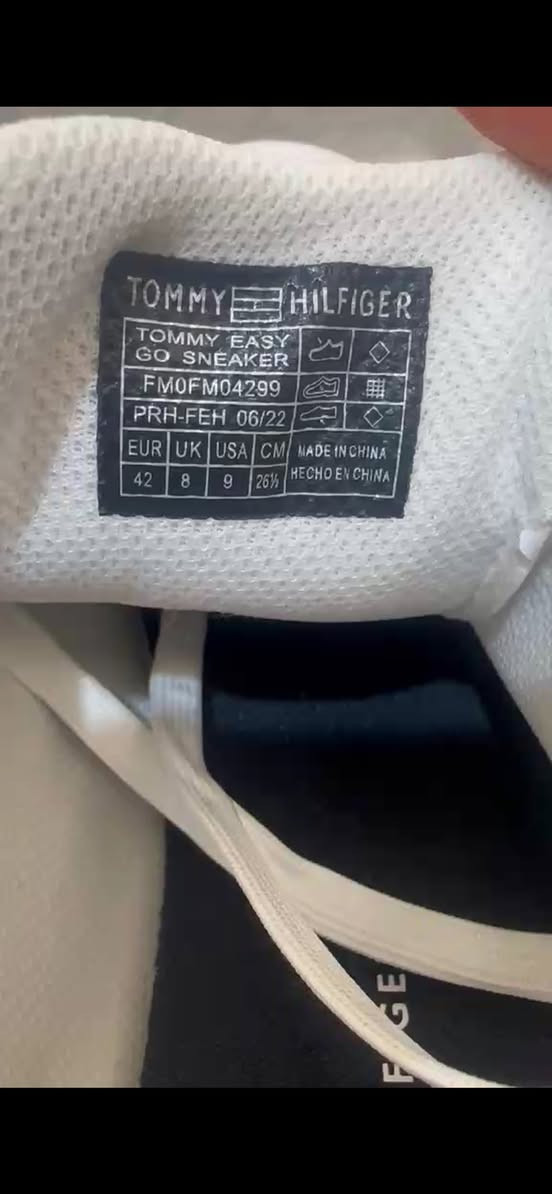 TOMMY HILFIGER
TOMMY EASY
GO SNEAKER
FM0FM04299
PRH-FEH 06/22
EUR UK USA CM
42 8 9 26½
MADE IN CHINA
HECHO EN CHINA